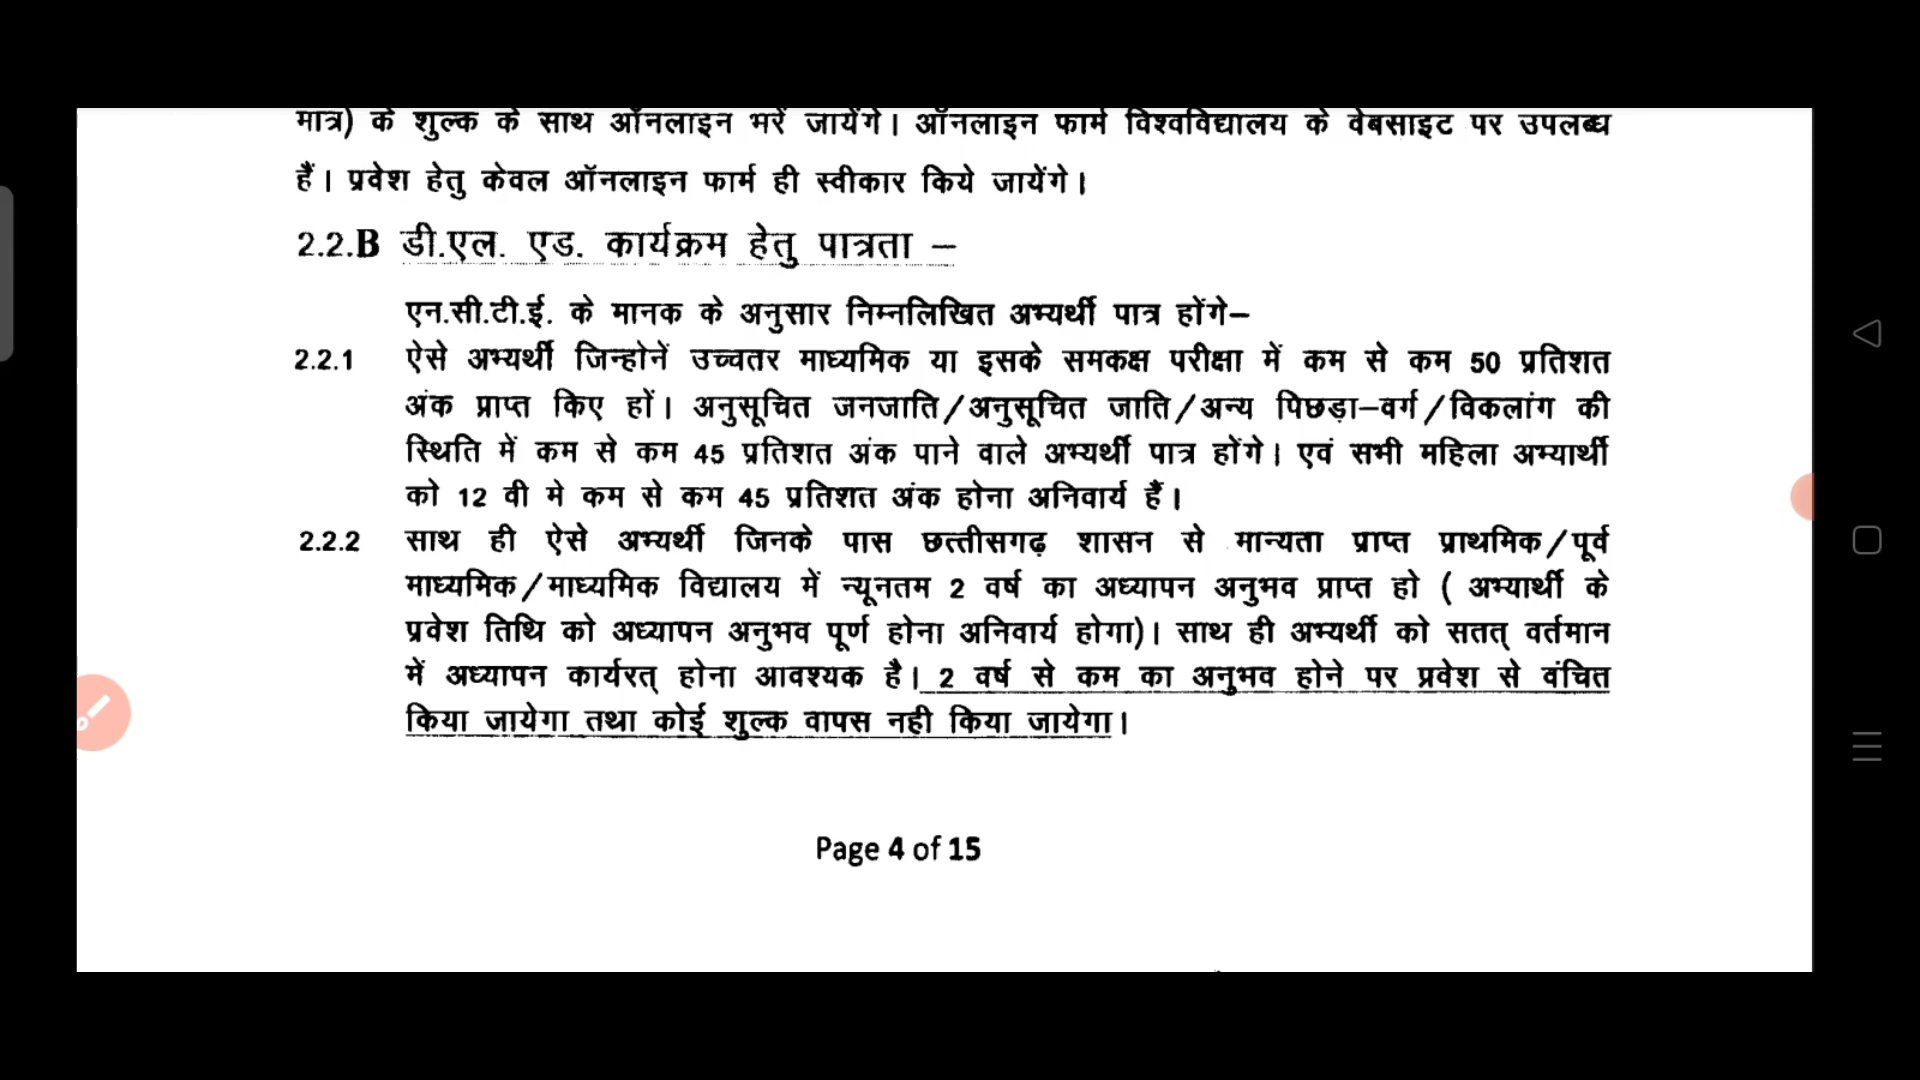 मात्र) के शुल्क के साथ ऑनलाइन भरें जायेंगे। ऑनलाइन फार्म विश्वविद्यालय के वेबसाइट पर उपलब्ध
हैं। प्रवेश हेतु केवल ऑनलाइन फार्म ही स्वीकार किये जायेंगे।
2.2.B डी.एल. एड. कार्यक्रम हेतु पात्रता –
एन.सी.टी.ई. के मानक के अनुसार निम्नलिखित अभ्यर्थी पात्र होंगे–
2.2.1 ऐसे अभ्यर्थी जिन्होनें उच्चतर माध्यमिक या इसके समकक्ष परीक्षा में कम से कम 50 प्रतिशत
अंक प्राप्त किए हों। अनुसूचित जनजाति/अनुसूचित जाति/अन्य पिछड़ा–वर्ग/विकलांग की
स्थिति में कम से कम 45 प्रतिशत अंक पाने वाले अभ्यर्थी पात्र होंगे। एवं सभी महिला अभ्यार्थी
को 12 वी मे कम से कम 45 प्रतिशत अंक होना अनिवार्य हैं।
2.2.2 साथ ही ऐसे अभ्यर्थी जिनके पास छत्तीसगढ़ शासन से मान्यता प्राप्त प्राथमिक/पूर्व
माध्यमिक/माध्यमिक विद्यालय में न्यूनतम 2 वर्ष का अध्यापन अनुभव प्राप्त हो ( अभ्यार्थी के
प्रवेश तिथि को अध्यापन अनुभव पूर्ण होना अनिवार्य होगा)। साथ ही अभ्यर्थी को सतत् वर्तमान
में अध्यापन कार्यरत् होना आवश्यक है। 2 वर्ष से कम का अनुभव होने पर प्रवेश से वंचित
किया जायेगा तथा कोई शुल्क वापस नही किया जायेगा।
Page 4 of 15